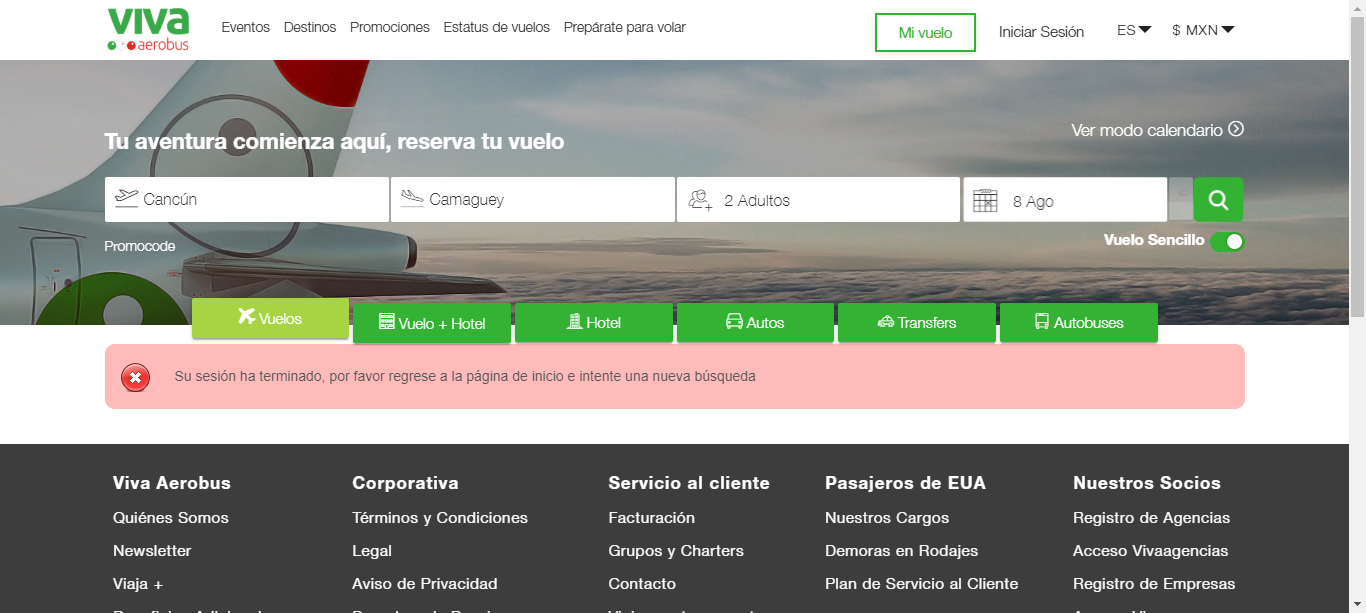 viva
aerobus
Eventos Destinos Promociones Estatus de vuelos Prepárate para volar
Mi vuelo Iniciar Sesión ES $ MXN
Ver modo calendario
Tu aventura comienza aquí, reserva tu vuelo
Cancún Camaguey 2 Adultos 8 Ago
Promocode Vuelo Sencillo
Vuelos Vuelo + Hotel Hotel Autos Transfers Autobuses
Su sesión ha terminado, por favor regrese a la página de inicio e intente una nueva búsqueda
Viva Aerobus Corporativa Servicio al cliente Pasajeros de EUA Nuestros Socios
Quiénes Somos Términos y Condiciones Facturación Nuestros Cargos Registro de Agencias
Newsletter Legal Grupos y Charters Demoras en Rodajes Acceso Vivaagencias
Viaja + Aviso de Privacidad Contacto Plan de Servicio al Cliente Registro de Empresas